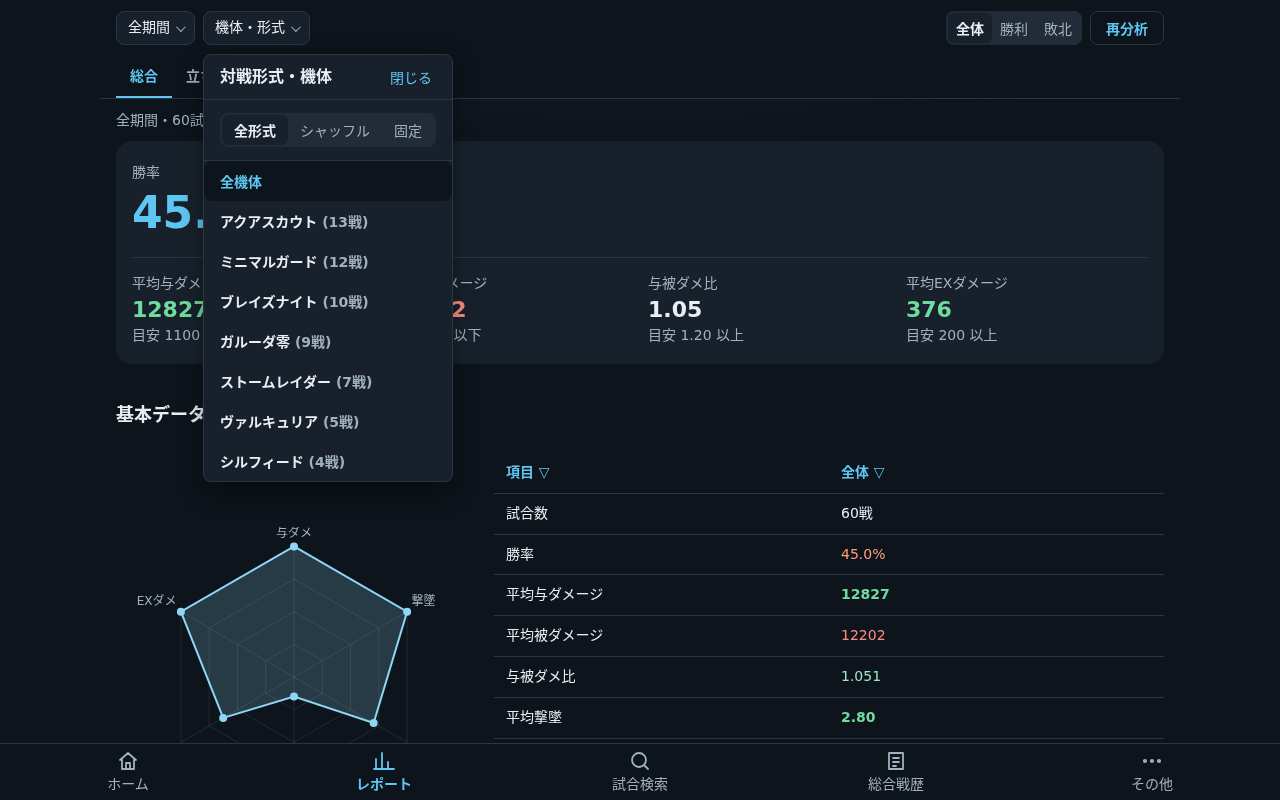 全期間
機体・形式
全体
勝利
敗北
再分析
総合
立
対戦形式・機体
閉じる
全期間・60試
全形式
シャッフル
固定
全機体
アクアスカウト (13戦)
ミニマルガード (12戦)
ブレイズナイト (10戦)
ガルーダ零 (9戦)
ストームレイダー (7戦)
ヴァルキュリア (5戦)
シルフィード (4戦)
勝率
45.
平均与ダメ
12827
目安 1100
メージ
2
以下
与被ダメ比
1.05
目安 1.20 以上
平均EXダメージ
376
目安 200 以上
基本データ
与ダメ
EXダメ
撃墜
項目 ▽
全体 ▽
試合数
60戦
勝率
45.0%
平均与ダメージ
12827
平均被ダメージ
12202
与被ダメ比
1.051
平均撃墜
2.80
ホーム
レポート
試合検索
総合戦歴
その他